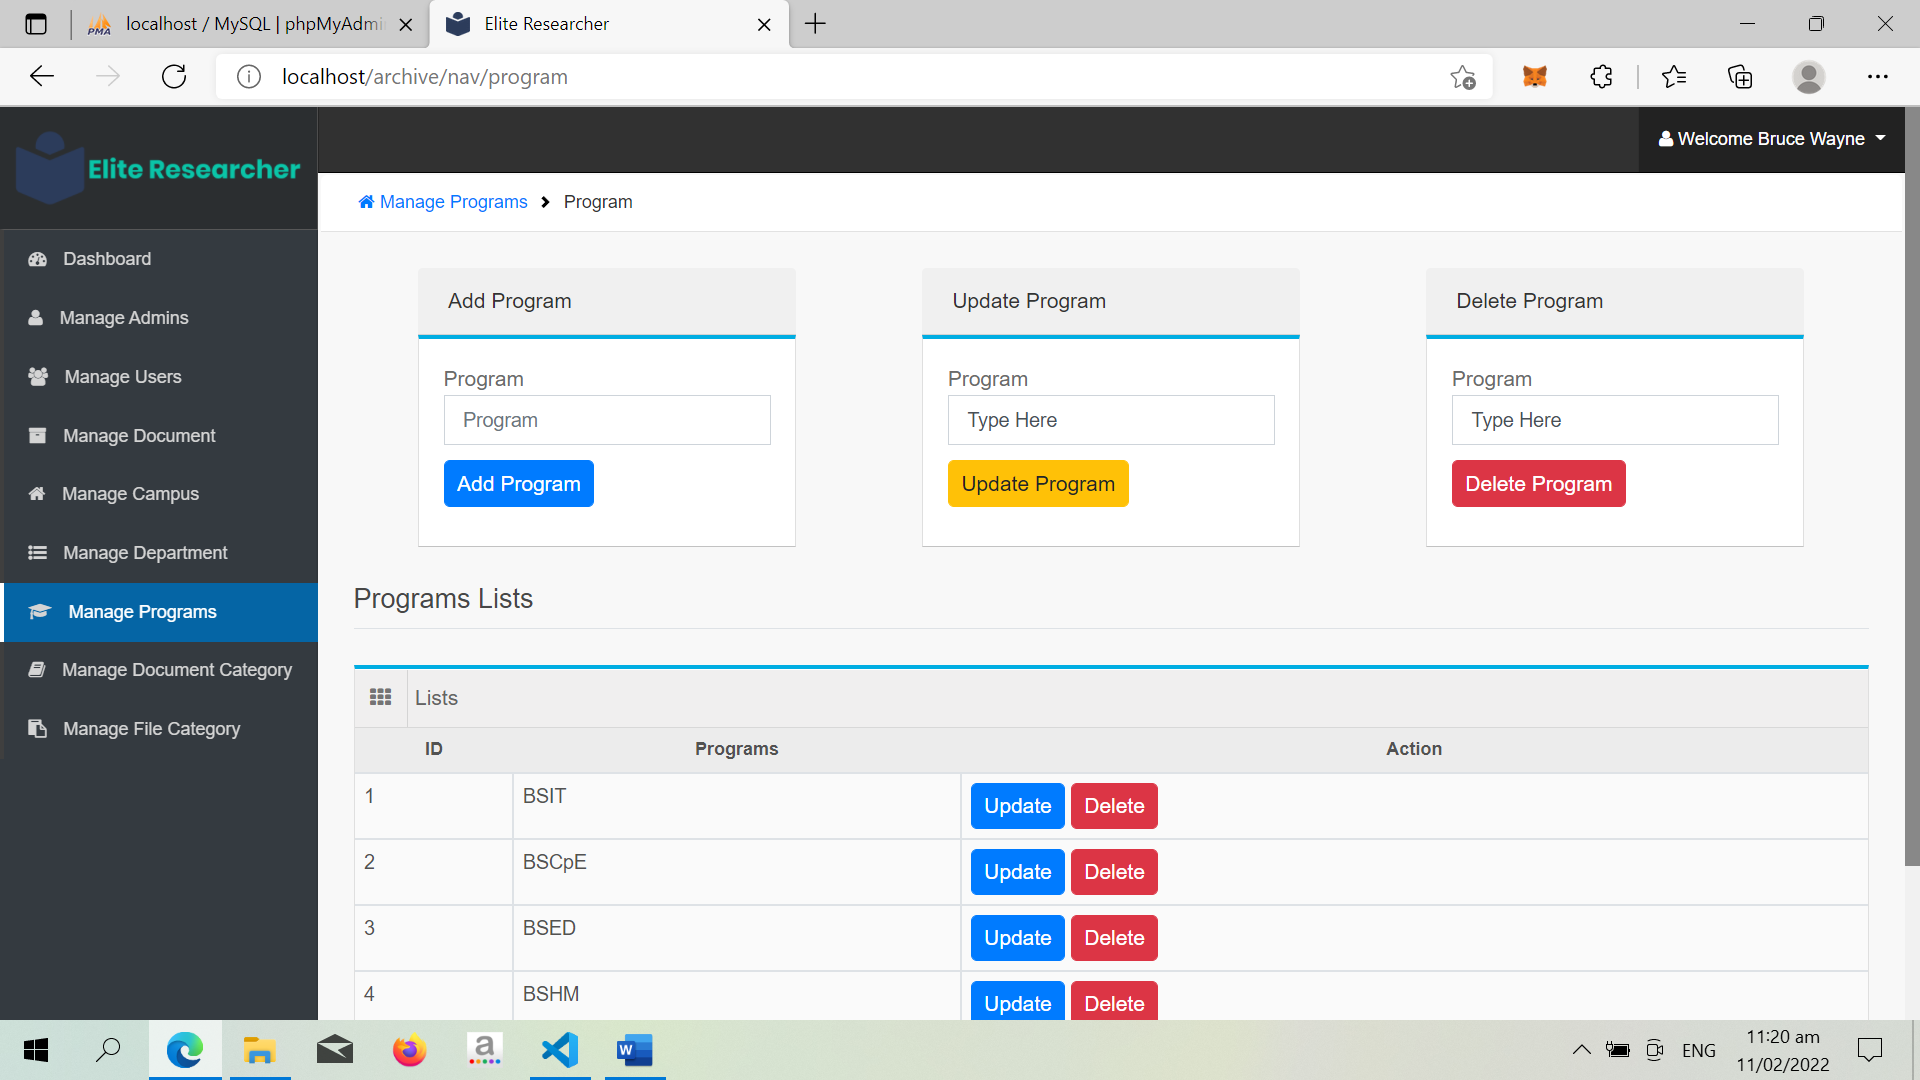 localhost / MySQL | phpMyAdmi
Elite Researcher
localhost/archive/nav/program
Elite Researcher
Welcome Bruce Wayne
Manage Programs
Program
Dashboard
Manage Admins
Manage Users
Manage Document
Manage Campus
Manage Department
Manage Programs
Manage Document Category
Manage File Category
Add Program
Program
Program
Add Program
Update Program
Program
Type Here
Update Program
Delete Program
Program
Type Here
Delete Program
Programs Lists
Lists
ID Programs Action
1 BSIT Update Delete
2 BSCpE Update Delete
3 BSED Update Delete
4 BSHM Update Delete
ENG
11:20 am
11/02/2022